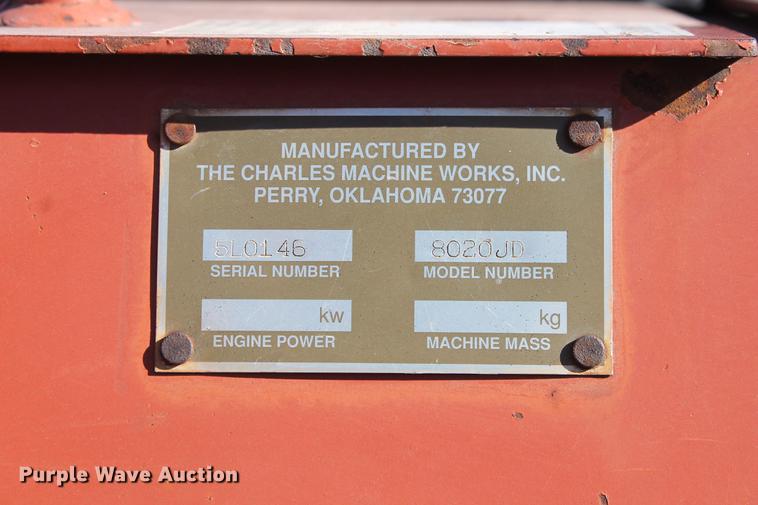 MANUFACTURED BY
THE CHARLES MACHINE WORKS, INC.
PERRY, OKLAHOMA 73077
5L0146 8020JD
SERIAL NUMBER MODEL NUMBER
kw kg
ENGINE POWER MACHINE MASS
Purple Wave Auction